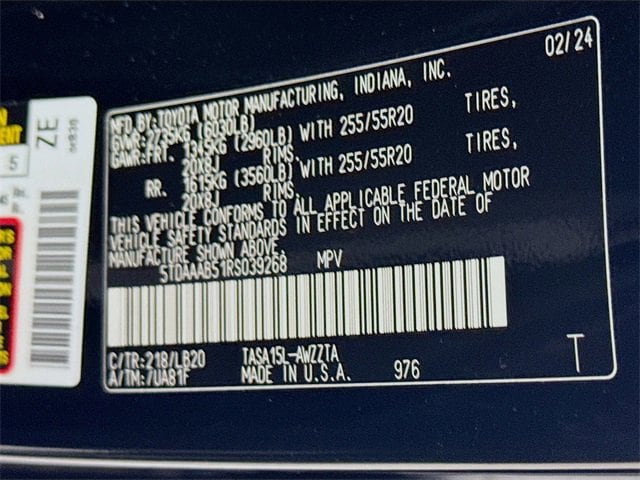 02/24
MFD BY: TOYOTA MOTOR MANUFACTURING, INDIANA, INC.
GVWR: 2735KG (6030LB)
GAWR: FRT. 1345KG (2960LB) WITH 255/55R20 TIRES,
20x8J RIMS.
RR. 1615KG (3560LB) WITH 255/55R20 TIRES,
20x8J RIMS.
THIS VEHICLE CONFORMS TO ALL APPLICABLE FEDERAL MOTOR
VEHICLE SAFETY STANDARDS IN EFFECT ON THE DATE OF
MANUFACTURE SHOWN ABOVE.
5TDAAAB51RS039268 MPV
C/TR: 218/LB20 TASA15L-AWZZTA
A/TM: /UA81F MADE IN U.S.A. 976
T
ZE
5